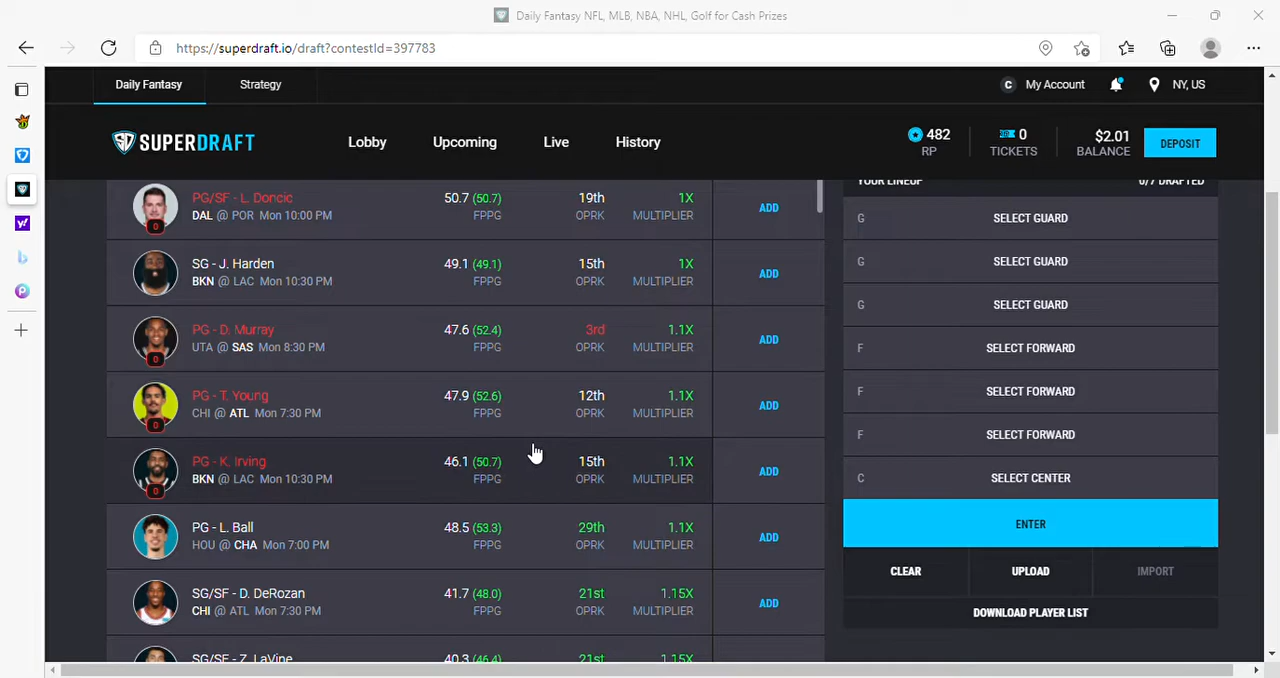 Daily Fantasy NFL, MLB, NBA, NHL, Golf for Cash Prizes
https://superdraft.io/draft?contestId=397783
Daily Fantasy
Strategy
C My Account
NY, US
SUPERDRAFT
Lobby
Upcoming
Live
History
482
RP
0
TICKETS
$2.01
BALANCE
DEPOSIT
YOUR LINEUP 0/7 DRAFTED
PG/SF - L. Doncic 50.7 (50.7) 19th 1X
DAL @ POR Mon 10:00 PM FPPG OPRK MULTIPLIER
0
ADD
SG - J. Harden 49.1 (49.1) 15th 1X
BKN @ LAC Mon 10:30 PM FPPG OPRK MULTIPLIER
ADD
PG - D. Murray 47.6 (52.4) 3rd 1.1X
UTA @ SAS Mon 8:30 PM FPPG OPRK MULTIPLIER
0
ADD
PG - T. Young 47.9 (52.6) 12th 1.1X
CHI @ ATL Mon 7:30 PM FPPG OPRK MULTIPLIER
0
ADD
PG - K. Irving 46.1 (50.7) 15th 1.1X
BKN @ LAC Mon 10:30 PM FPPG OPRK MULTIPLIER
0
ADD
PG - L. Ball 48.5 (53.3) 29th 1.1X
HOU @ CHA Mon 7:00 PM FPPG OPRK MULTIPLIER
ADD
SG/SF - D. DeRozan 41.7 (48.0) 21st 1.15X
CHI @ ATL Mon 7:30 PM FPPG OPRK MULTIPLIER
ADD
SG/SF - Z. LaVine 40.3 (46.4) 21st 1.15X
G SELECT GUARD
G SELECT GUARD
G SELECT GUARD
F SELECT FORWARD
F SELECT FORWARD
F SELECT FORWARD
C SELECT CENTER
ENTER
CLEAR
UPLOAD
IMPORT
DOWNLOAD PLAYER LIST